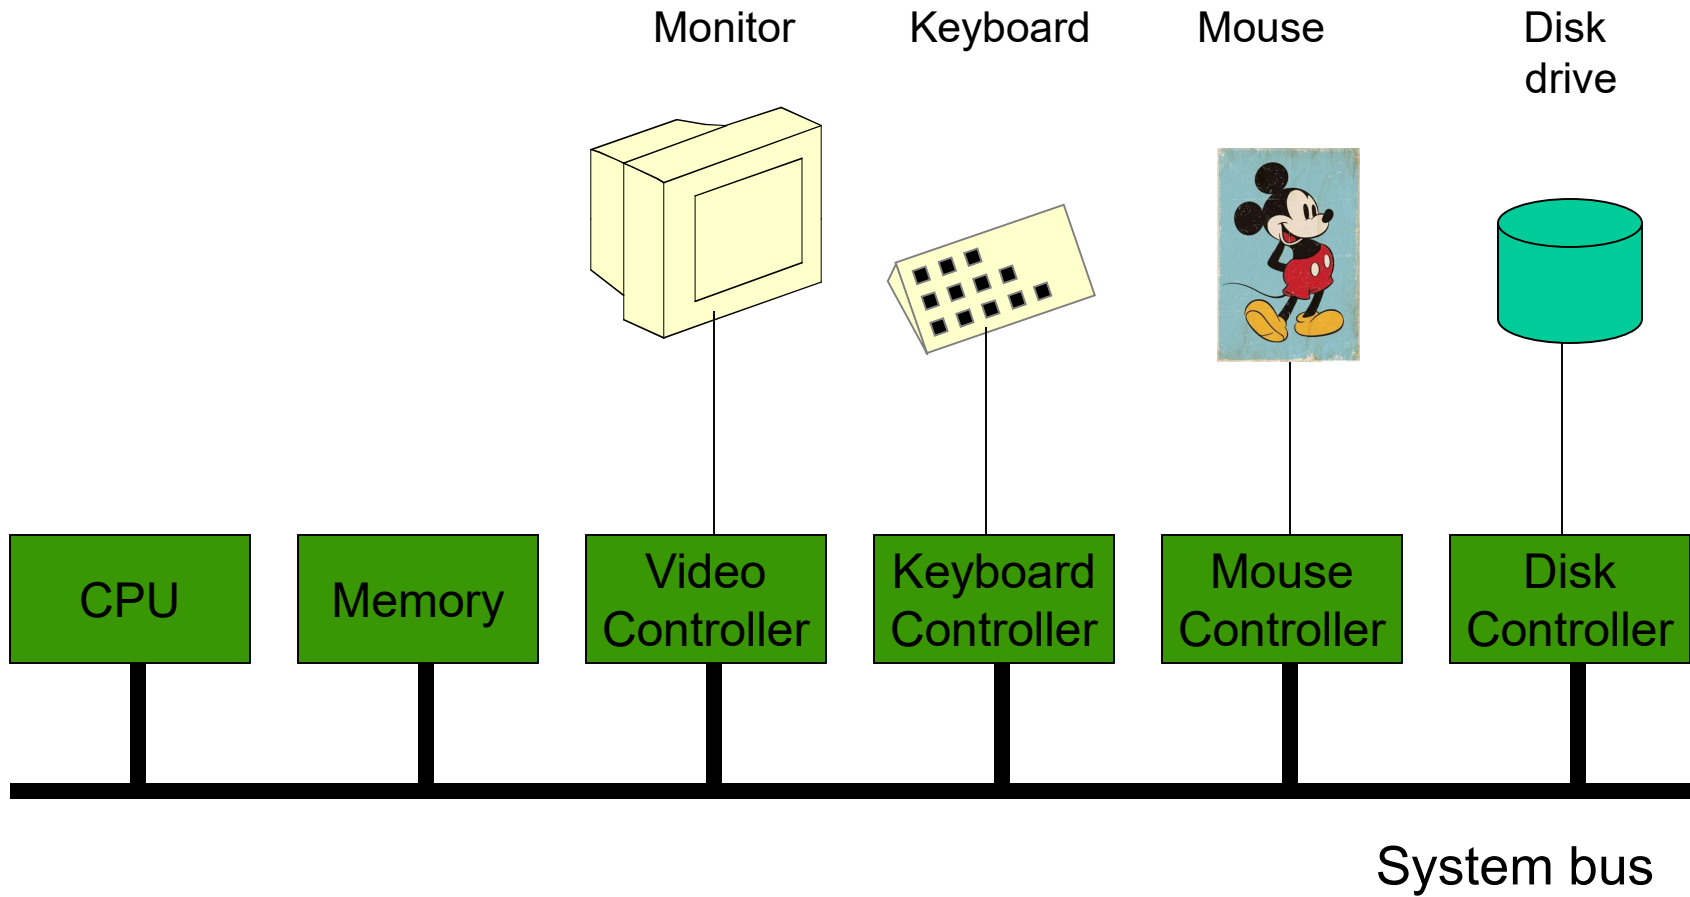 Monitor
Keyboard
Mouse
Disk
drive
CPU
Memory
Video
Controller
Keyboard
Controller
Mouse
Controller
Disk
Controller
System bus